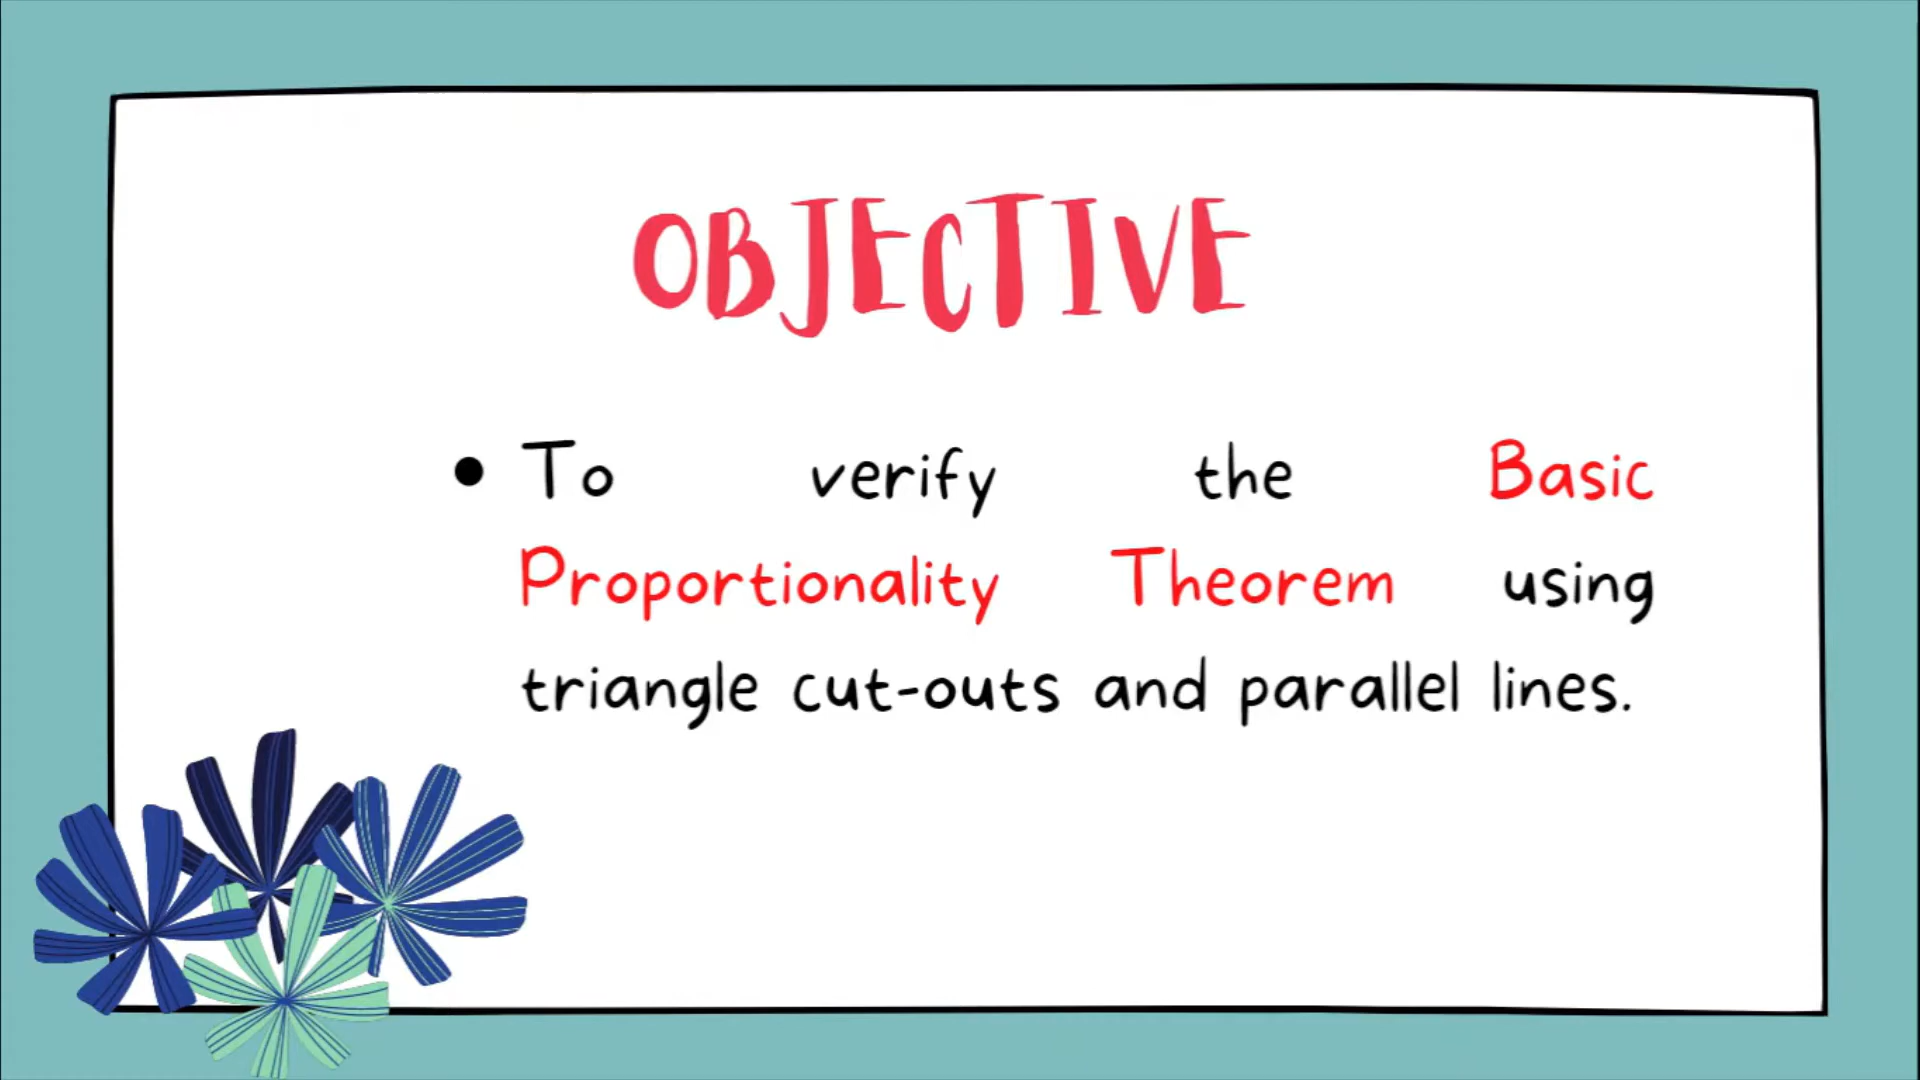 OBJECTIVE
• To verify the Basic
Proportionality Theorem using
triangle cut-outs and parallel lines.